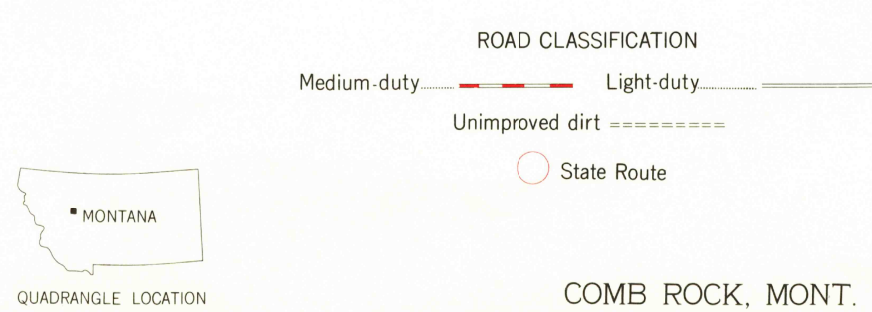 ROAD CLASSIFICATION
Medium-duty Light-duty
Unimproved dirt
State Route
MONTANA
QUADRANGLE LOCATION
COMB ROCK, MONT.